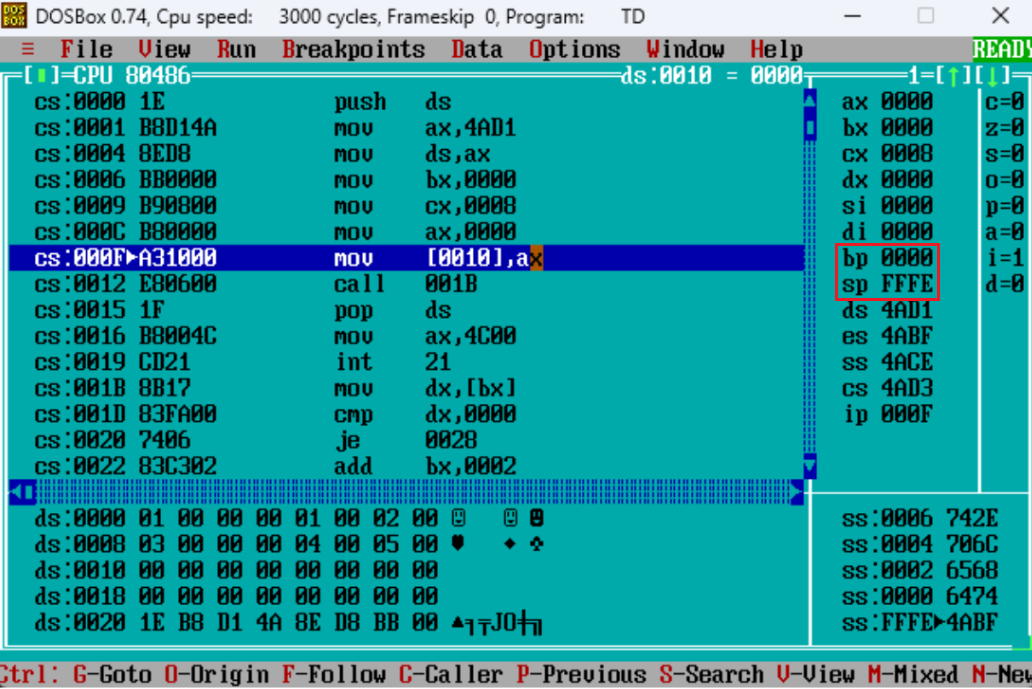 DOSBox 0.74, Cpu speed: 3000 cycles, Frameskip 0, Program: TD
≡ File View Run Breakpoints Data Options Window Help READY
[▮]=CPU 80486 ds:0010 = 0000 1=[↑][↓]
cs:0000 1E push ds ax 0000 c=0
cs:0001 B8D14A mov ax,4AD1 bx 0000 z=0
cs:0004 8ED8 mov ds,ax cx 0008 s=0
cs:0006 BB0000 mov bx,0000 dx 0000 o=0
cs:0009 B90800 mov cx,0008 si 0000 p=0
cs:000C B80000 mov ax,0000 di 0000 a=0
cs:000F►A31000 mov [0010],ax bp 0000 i=1
cs:0012 E80600 call 001B sp FFFE d=0
cs:0015 1F pop ds ds 4AD1
cs:0016 B8004C mov ax,4C00 es 4ABF
cs:0019 CD21 int 21 ss 4ACE
cs:001B 8B17 mov dx,[bx] cs 4AD3
cs:001D 83FA00 cmp dx,0000 ip 000F
cs:0020 7406 je 0028
cs:0022 83C302 add bx,0002
ds:0000 01 00 00 00 01 00 02 00 ☺ ☺ ☻ ss:0006 742E
ds:0008 03 00 00 00 04 00 05 00 ♥ ♦ ♣ ss:0004 706C
ds:0010 00 00 00 00 00 00 00 00 ss:0002 6568
ds:0018 00 00 00 00 00 00 00 00 ss:0000 6474
ds:0020 1E B8 D1 4A 8E D8 BB 00 ▲╕╤JÄ╪╗ ss:FFFE►4ABF
Ctrl: G-Goto O-Origin F-Follow C-Caller P-Previous S-Search V-View M-Mixed N-New